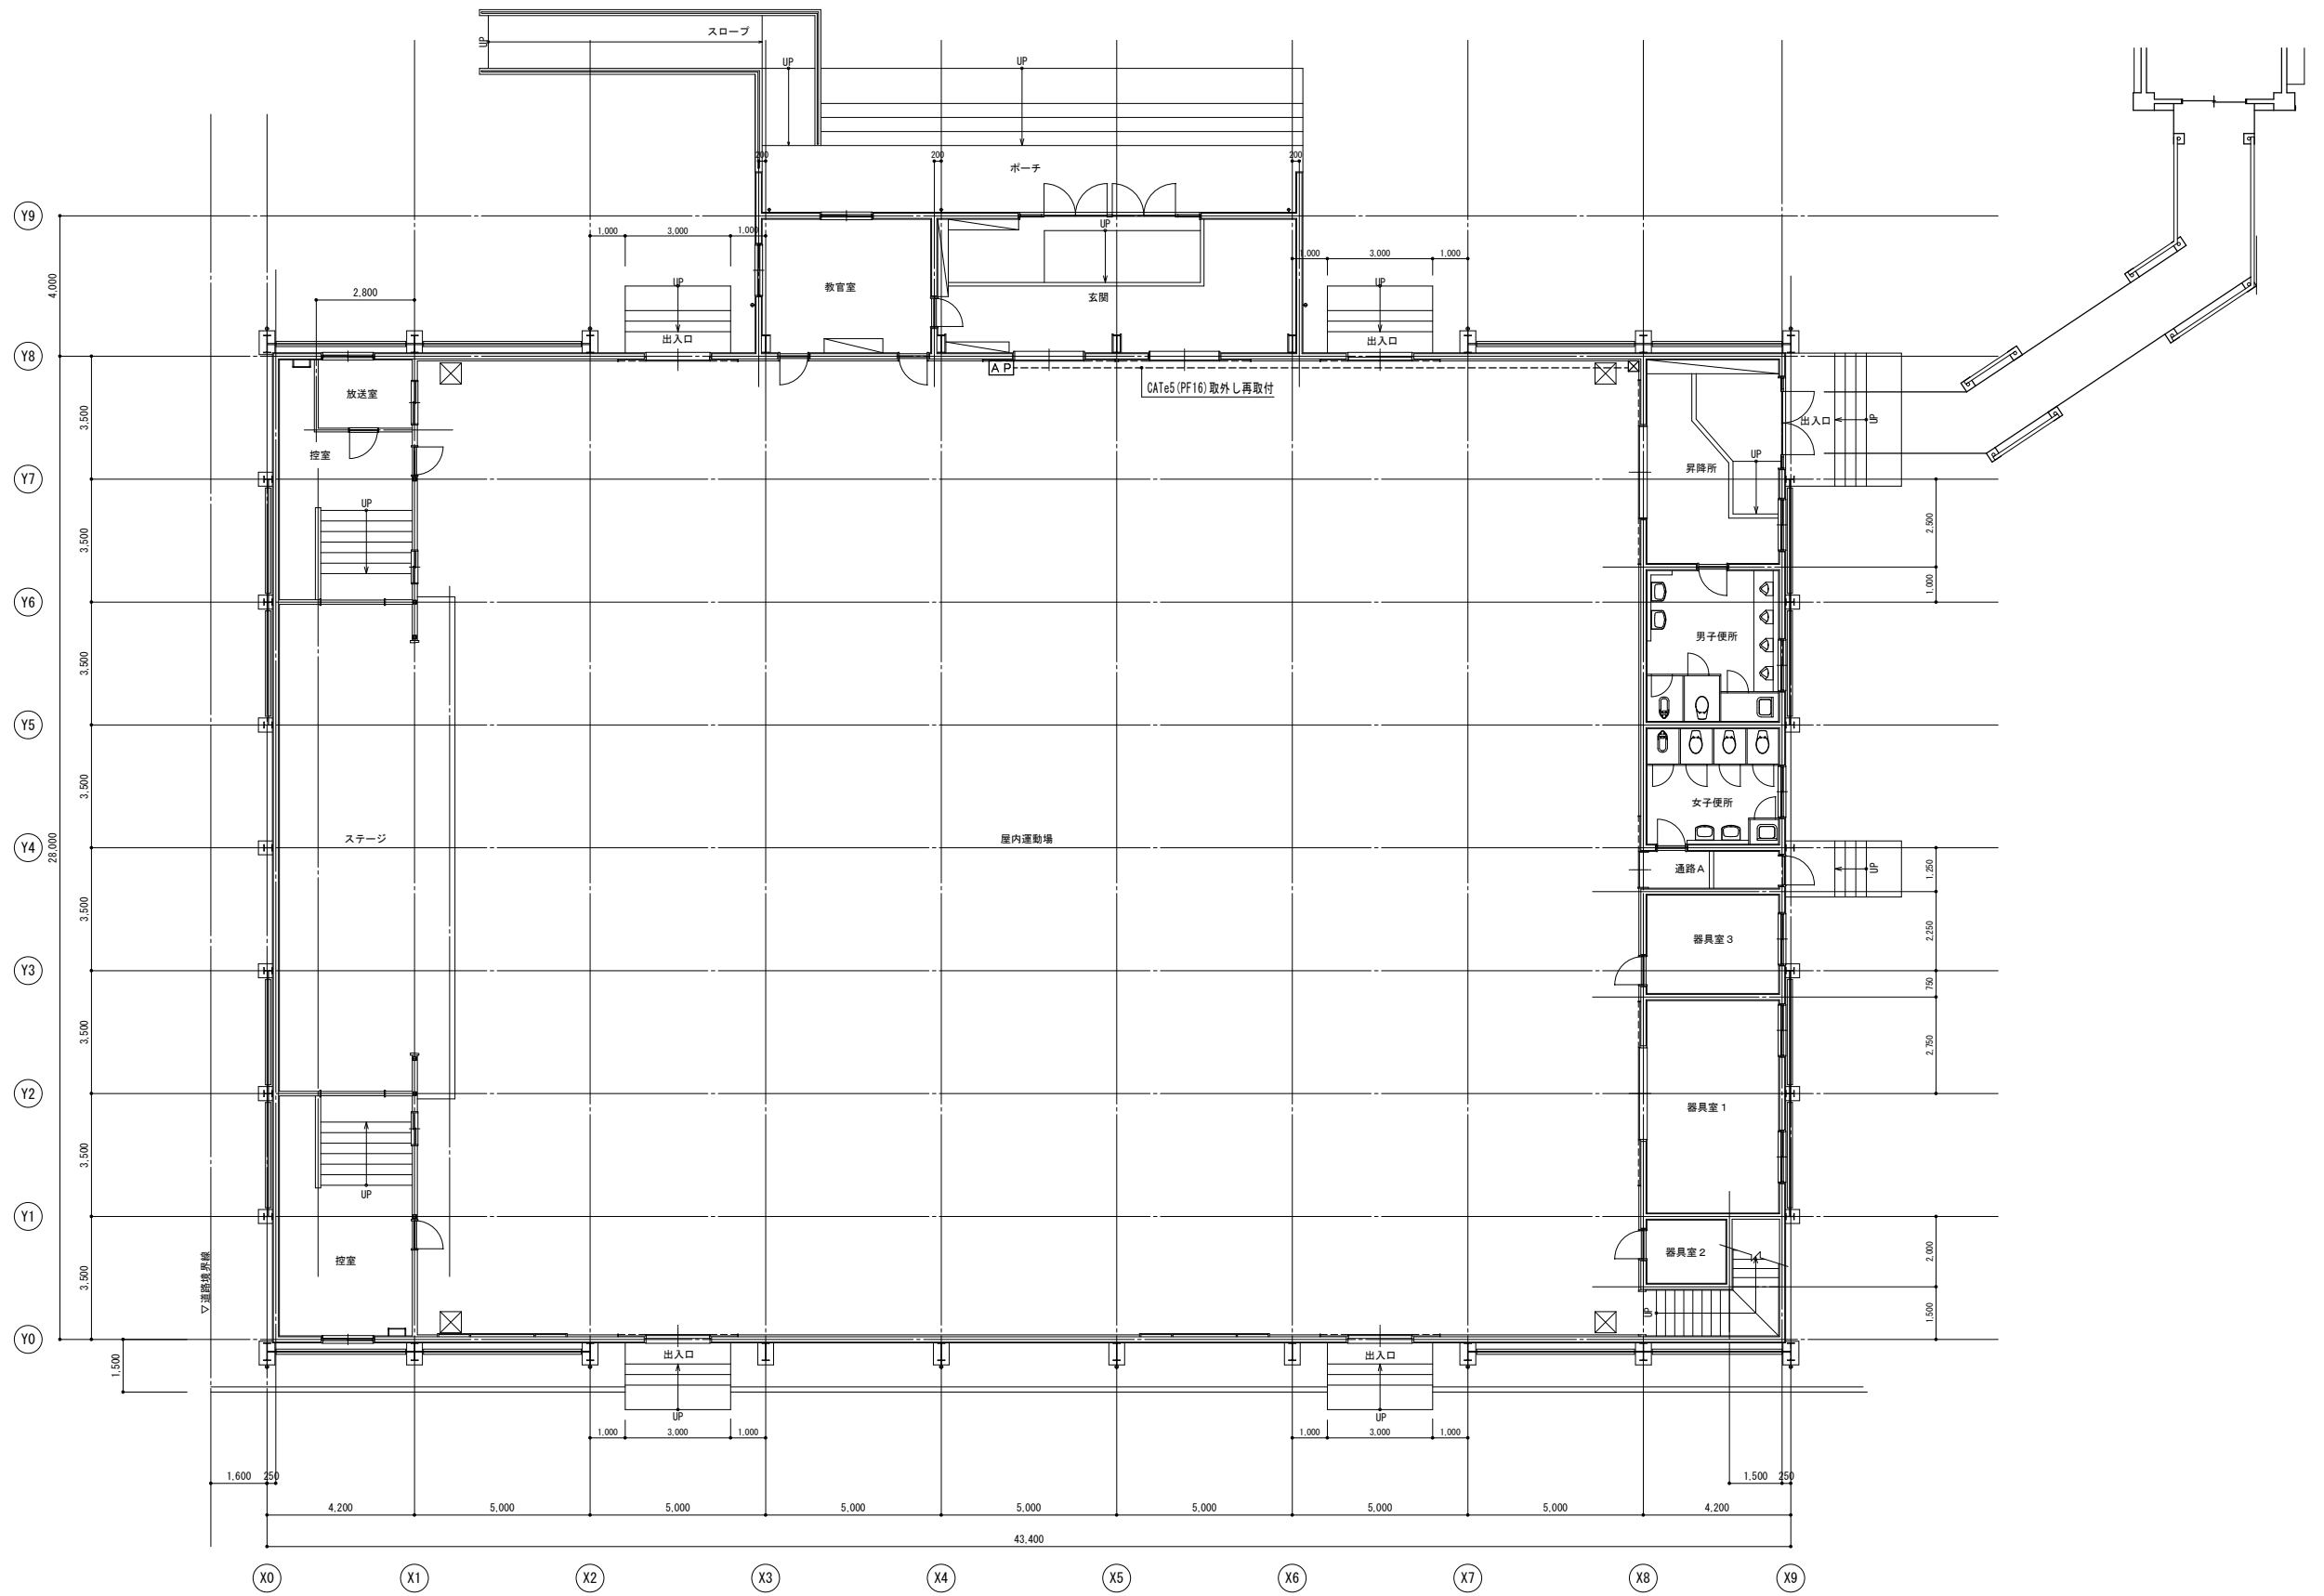 スロープ
UP
UP
UP
ポーチ
200
200
200
Y9
4,000
1,000
3,000
1,000
UP
1,000
3,000
1,000
2,800
UP
教官室
玄関
UP
出入口
出入口
Y8
AP
CATe5(PF16)取外し再取付
放送室
出入口
UP
3,500
控室
UP
昇降所
Y7
UP
2,500
3,500
1,000
Y6
男子便所
3,500
Y5
3,500
女子便所
ステージ
屋内運動場
Y4
28,000
通路A
UP
1,250
3,500
器具室3
2,250
Y3
750
3,500
2,750
Y2
器具室1
3,500
UP
Y1
控室
器具室2
2,000
▽道路境界線
3,500
UP
1,500
Y0
出入口
出入口
1,500
UP
UP
1,000
3,000
1,000
1,000
3,000
1,000
1,600
250
1,500
250
4,200
5,000
5,000
5,000
5,000
5,000
5,000
5,000
4,200
43,400
X0
X1
X2
X3
X4
X5
X6
X7
X8
X9